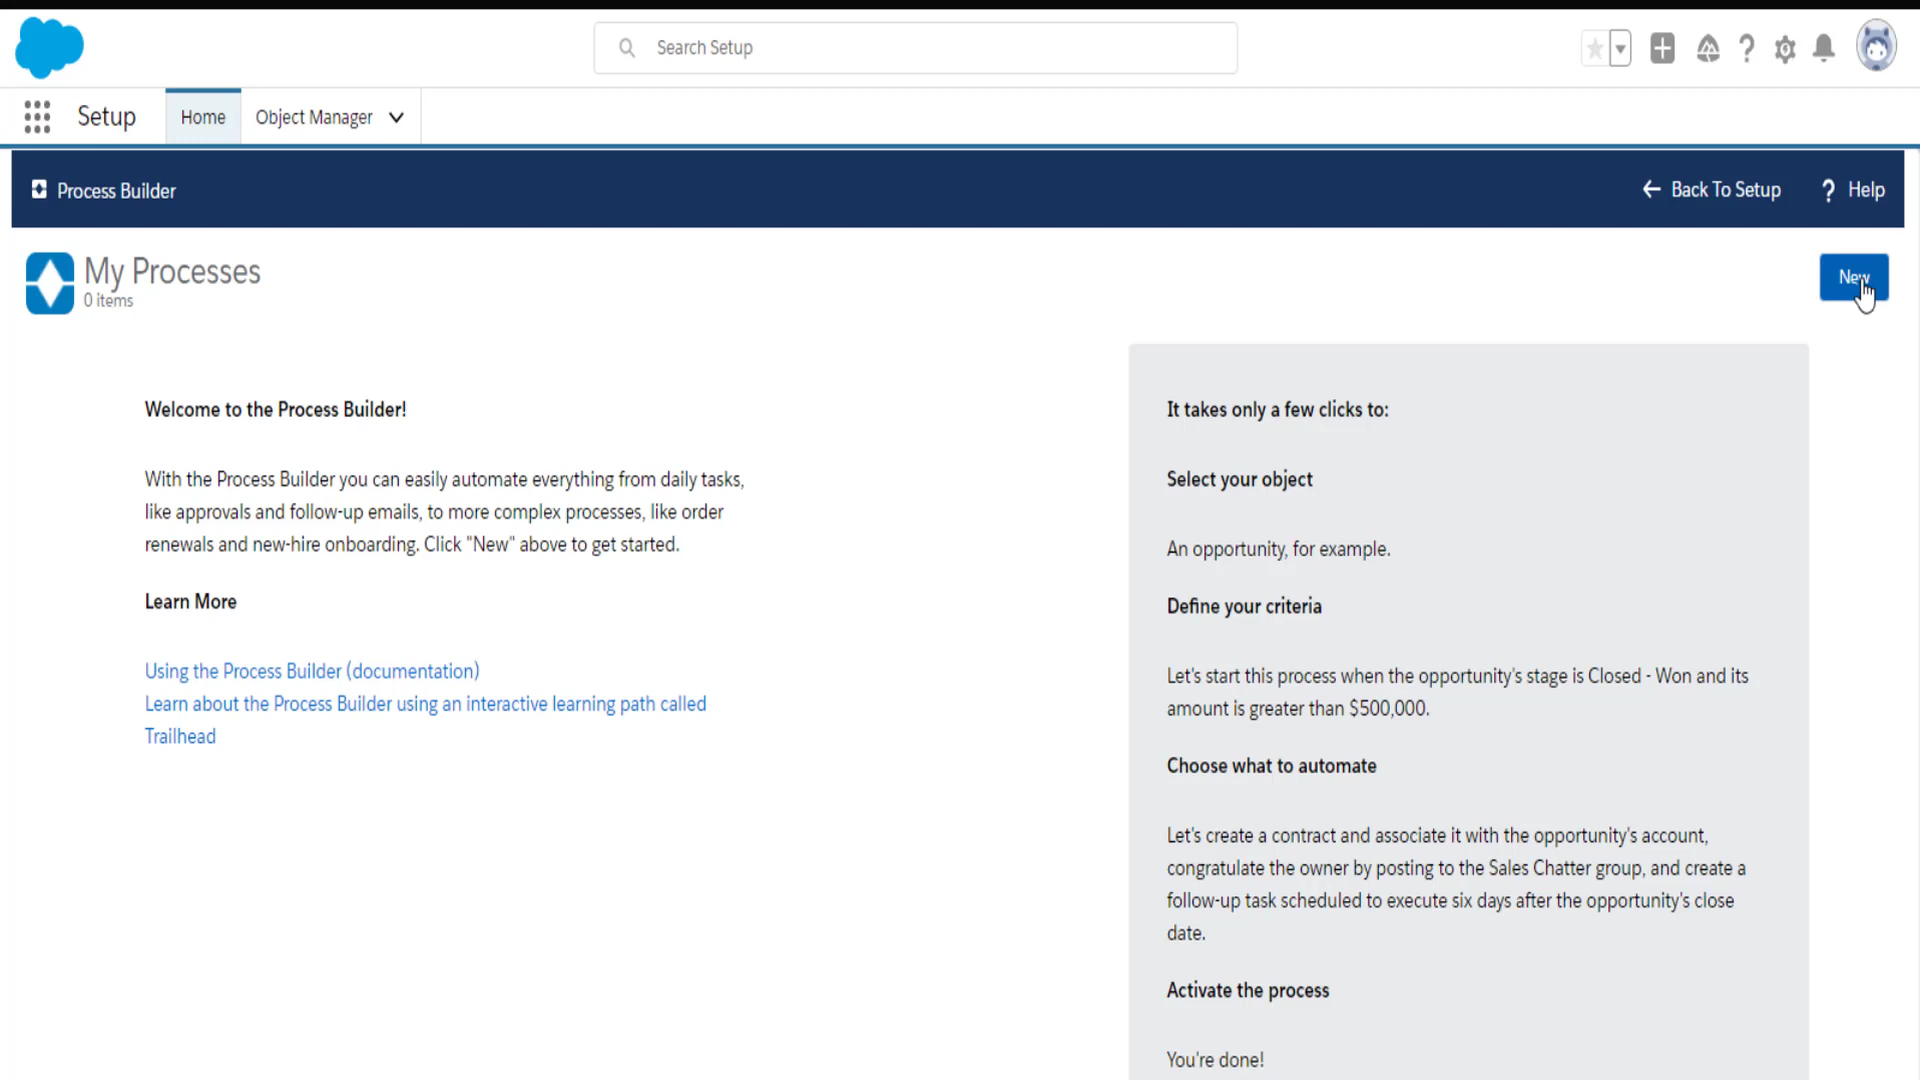 Search Setup
Setup
Home
Object Manager
Process Builder
Back To Setup
? Help
My Processes
0 items
New
Welcome to the Process Builder!
With the Process Builder you can easily automate everything from daily tasks,
like approvals and follow-up emails, to more complex processes, like order
renewals and new-hire onboarding. Click "New" above to get started.
Learn More
Using the Process Builder (documentation)
Learn about the Process Builder using an interactive learning path called
Trailhead
It takes only a few clicks to:
Select your object
An opportunity, for example.
Define your criteria
Let's start this process when the opportunity's stage is Closed - Won and its
amount is greater than $500,000.
Choose what to automate
Let's create a contract and associate it with the opportunity's account,
congratulate the owner by posting to the Sales Chatter group, and create a
follow-up task scheduled to execute six days after the opportunity's close
date.
Activate the process
You're done!